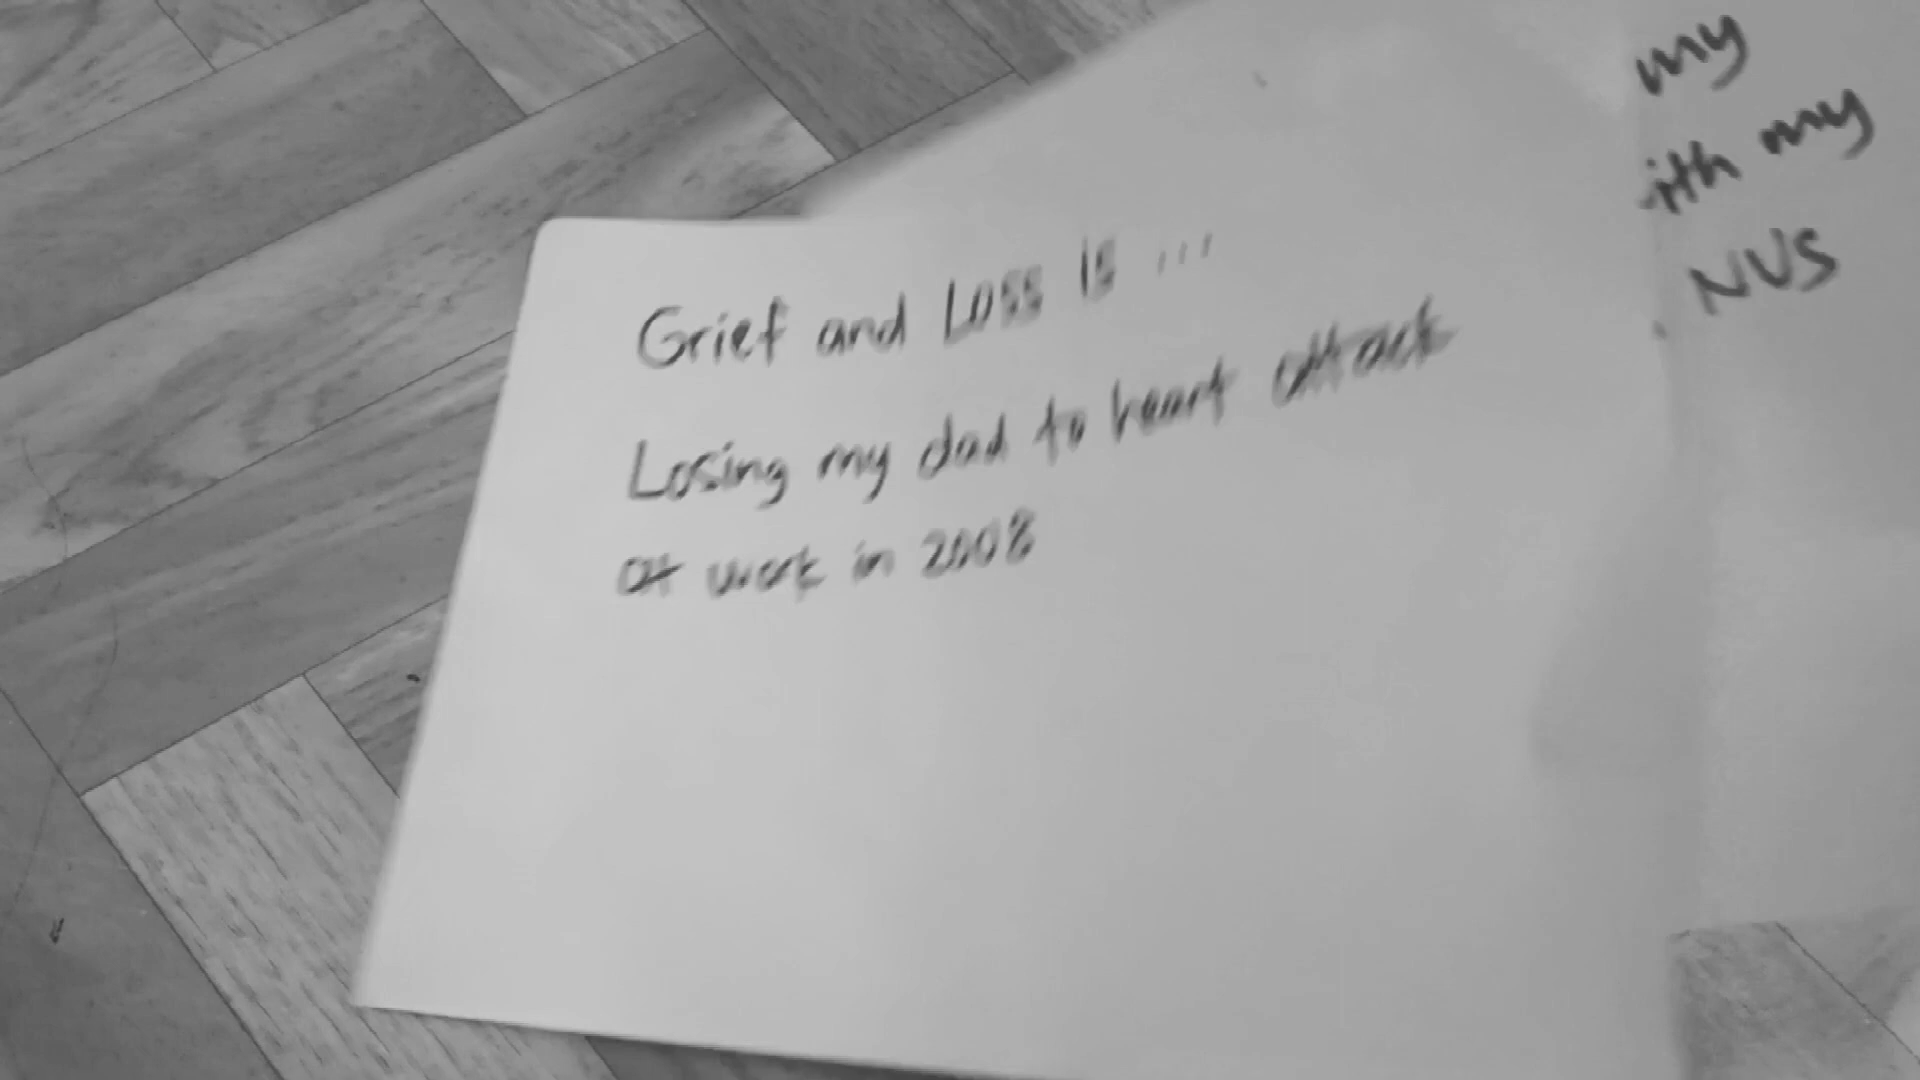 Grief and Loss is ...
Losing my dad to heart attack
at work in 2008
my
ith my
NUS